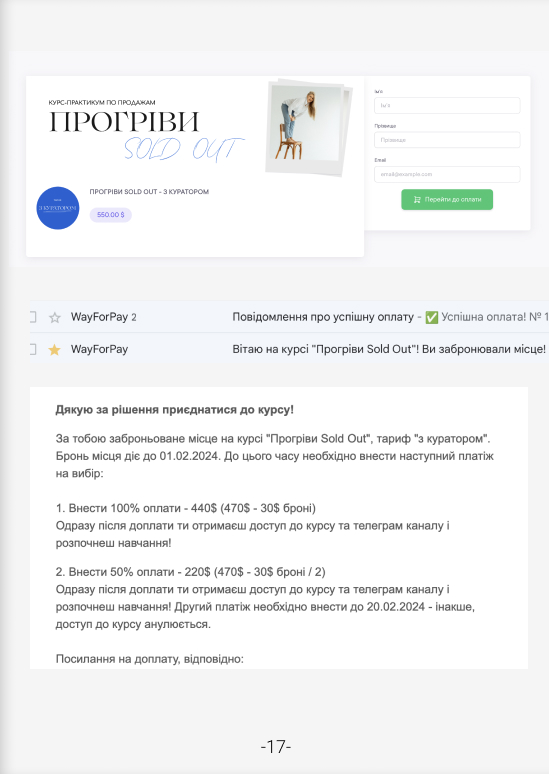 КУРС-ПРАКТИКУМ ПО ПРОДАЖАМ
ПРОГРІВИ
SOLD OUT
З КУРАТОРАМИ
ПРОГРІВИ SOLD OUT - З КУРАТОРОМ
550.00 $
Ім'я
Ім'я
Прізвище
Прізвище
Email
email@example.com
Перейти до оплати
WayForPay 2 Повідомлення про успішну оплату - ✅ Успішна оплата! № 1
WayForPay Вітаю на курсі "Прогріви Sold Out"! Ви забронювали місце!
Дякую за рішення приєднатися до курсу!
За тобою заброньоване місце на курсі "Прогріви Sold Out", тариф "з куратором".
Бронь місця діє до 01.02.2024. До цього часу необхідно внести наступний платіж
на вибір:
1. Внести 100% оплати - 440$ (470$ - 30$ броні)
Одразу після доплати ти отримаєш доступ до курсу та телеграм каналу і
розпочнеш навчання!
2. Внести 50% оплати - 220$ (470$ - 30$ броні / 2)
Одразу після доплати ти отримаєш доступ до курсу та телеграм каналу і
розпочнеш навчання! Другий платіж необхідно внести до 20.02.2024 - інакше,
доступ до курсу анулюється.
Посилання на доплату, відповідно:
-17-